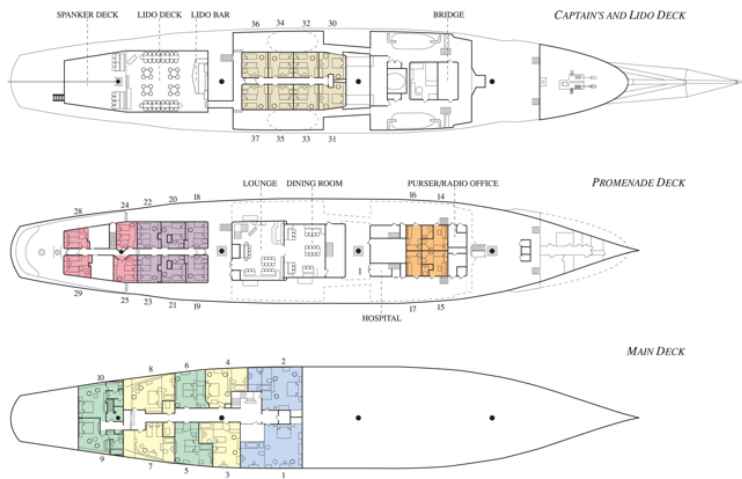 36 34 32 30
SPANKER DECK LIDO DECK LIDO BAR BRIDGE CAPTAIN'S AND LIDO DECK
37 35 33 31
LOUNGE DINING ROOM PURSER/RADIO OFFICE PROMENADE DECK
28 24 22 20 18 16 14
1
29 25 23 21 19 17 15
HOSPITAL
MAIN DECK
10 8 6 4 2
9 7 5 3 1